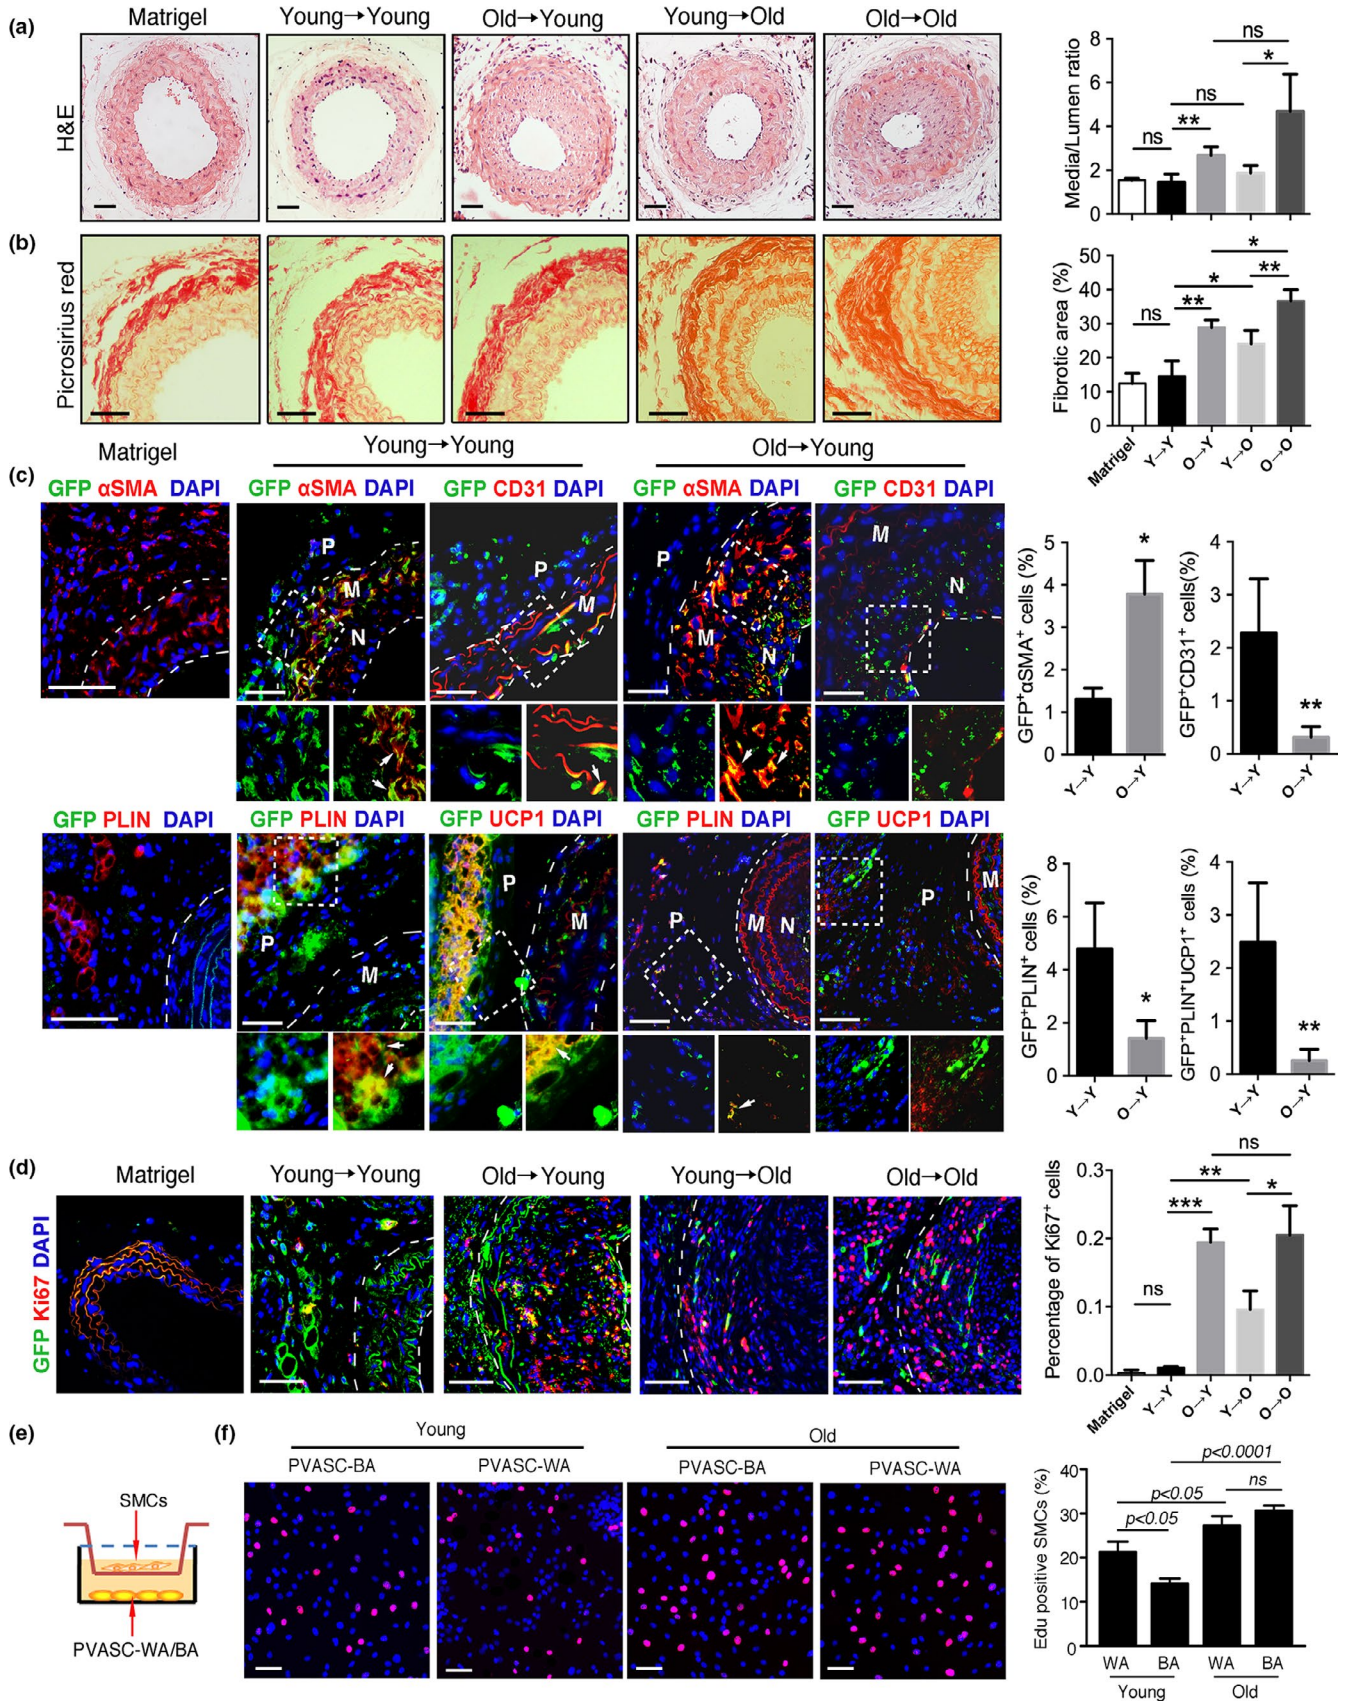 (a)
Matrigel
Young→Young
Old→Young
Young→Old
Old→Old
H&E
Media/Lumen ratio
8
6
4
2
0
ns
**
ns
*
ns
(b)
Picrosirius red
Fibrotic area (%)
50
40
30
20
10
0
ns
**
*
**
*
Matrigel
Y→Y
O→Y
Y→O
O→O
Matrigel
Young→Young
Old→Young
(c)
GFP αSMA DAPI
GFP αSMA DAPI
GFP CD31 DAPI
GFP αSMA DAPI
GFP CD31 DAPI
P
M
N
P
M
P
M
N
M
N
GFP⁺αSMA⁺ cells (%)
5
4
3
2
1
0
*
Y→Y
O→Y
GFP⁺CD31⁺ cells(%)
4
3
2
1
0
**
Y→Y
O→Y
GFP PLIN DAPI
GFP PLIN DAPI
GFP UCP1 DAPI
GFP PLIN DAPI
GFP UCP1 DAPI
P
M
P
M
P
M
N
P
M
GFP⁺PLIN⁺ cells (%)
8
6
4
2
0
*
Y→Y
O→Y
GFP⁺PLIN⁺UCP1⁺ cells (%)
4
3
2
1
0
**
Y→Y
O→Y
(d)
Matrigel
Young→Young
Old→Young
Young→Old
Old→Old
GFP Ki67 DAPI
Percentage of Ki67⁺ cells
0.3
0.2
0.1
0.0
ns
***
**
*
ns
Matrigel
Y→Y
O→Y
Y→O
O→O
(e)
SMCs
PVASC-WA/BA
(f)
Young
Old
PVASC-BA
PVASC-WA
PVASC-BA
PVASC-WA
Edu positive SMCs (%)
40
30
20
10
0
p<0.0001
ns
p<0.05
p<0.05
WA
BA
WA
BA
Young
Old